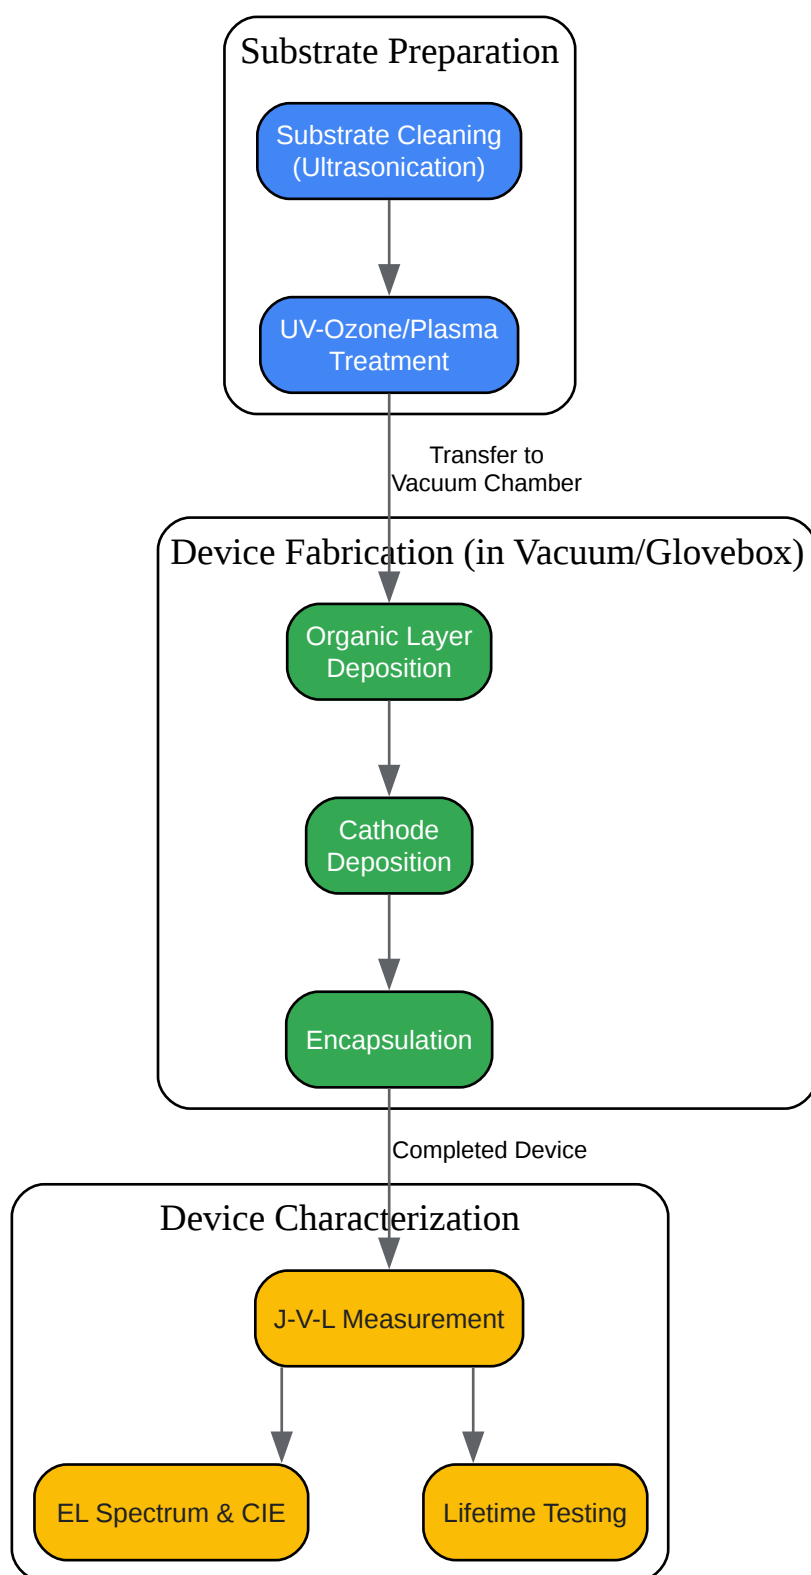 Substrate Preparation
Substrate Cleaning
(Ultrasonication)
UV-Ozone/Plasma
Treatment
Transfer to
Vacuum Chamber
Device Fabrication (in Vacuum/Glovebox)
Organic Layer
Deposition
Cathode
Deposition
Encapsulation
Completed Device
Device Characterization
J-V-L Measurement
EL Spectrum & CIE
Lifetime Testing